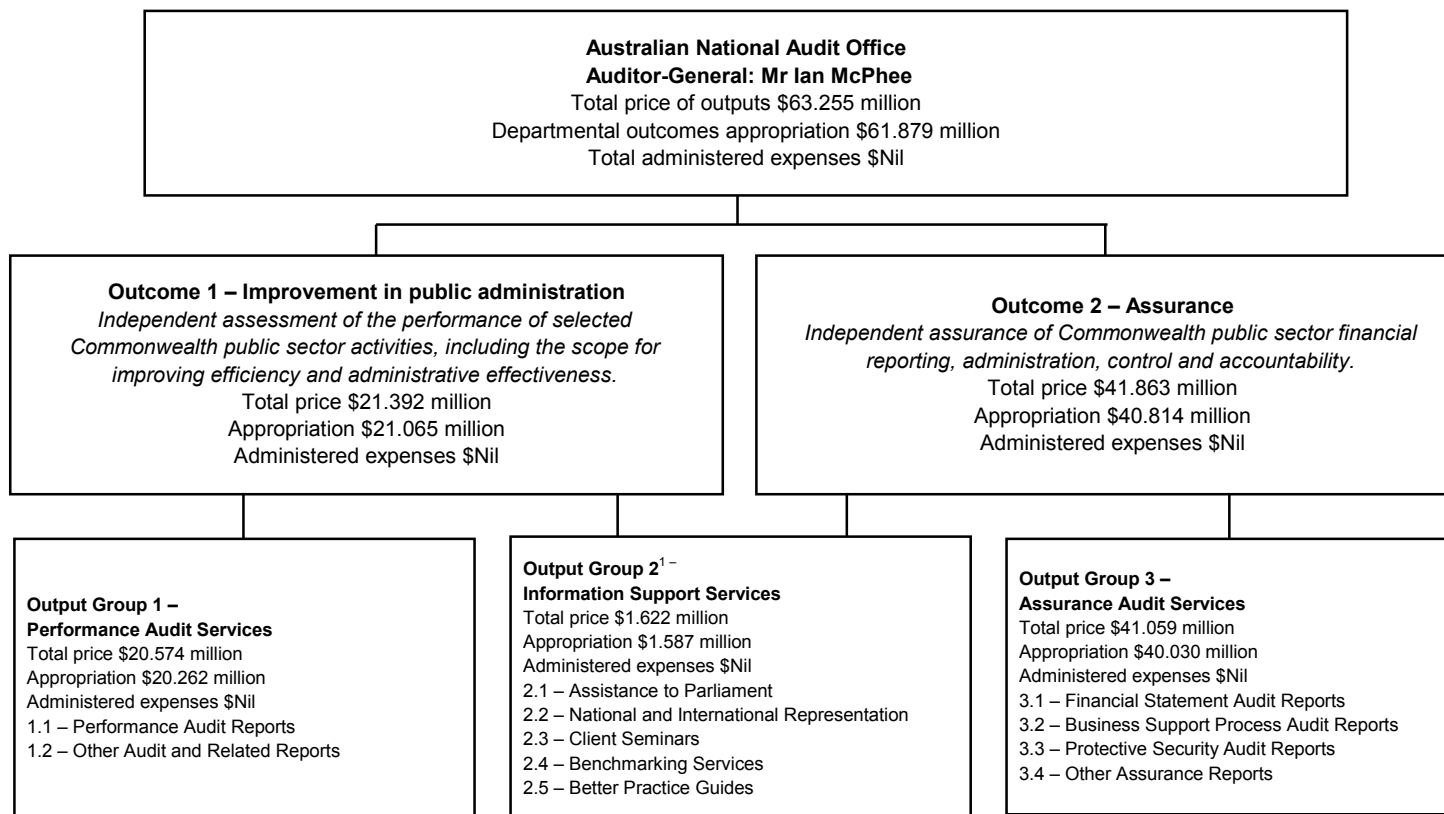 Australian National Audit Office
Auditor-General: Mr Ian McPhee
Total price of outputs $63.255 million
Departmental outcomes appropriation $61.879 million
Total administered expenses $Nil
Outcome 1 – Improvement in public administration
Independent assessment of the performance of selected
Commonwealth public sector activities, including the scope for
improving efficiency and administrative effectiveness.
Total price $21.392 million
Appropriation $21.065 million
Administered expenses $Nil
Outcome 2 – Assurance
Independent assurance of Commonwealth public sector financial
reporting, administration, control and accountability.
Total price $41.863 million
Appropriation $40.814 million
Administered expenses $Nil
Output Group 1 –
Performance Audit Services
Total price $20.574 million
Appropriation $20.262 million
Administered expenses $Nil
1.1 – Performance Audit Reports
1.2 – Other Audit and Related Reports
Output Group 2¹ –
Information Support Services
Total price $1.622 million
Appropriation $1.587 million
Administered expenses $Nil
2.1 – Assistance to Parliament
2.2 – National and International Representation
2.3 – Client Seminars
2.4 – Benchmarking Services
2.5 – Better Practice Guides
Output Group 3 –
Assurance Audit Services
Total price $41.059 million
Appropriation $40.030 million
Administered expenses $Nil
3.1 – Financial Statement Audit Reports
3.2 – Business Support Process Audit Reports
3.3 – Protective Security Audit Reports
3.4 – Other Assurance Reports